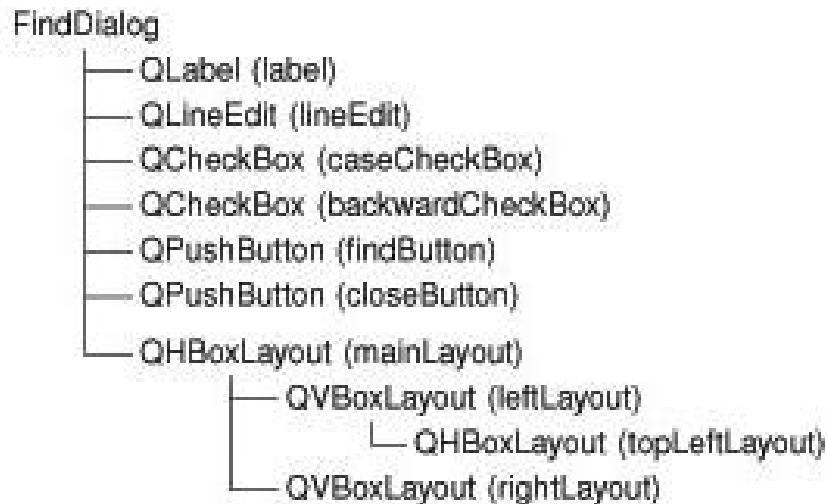 FindDialog
QLabel (label)
QLineEdit (lineEdit)
QCheckBox (caseCheckBox)
QCheckBox (backwardCheckBox)
QPushButton (findButton)
QPushButton (closeButton)
QHBoxLayout (mainLayout)
QVBoxLayout (leftLayout)
QHBoxLayout (topLeftLayout)
QVBoxLayout (rightLayout)